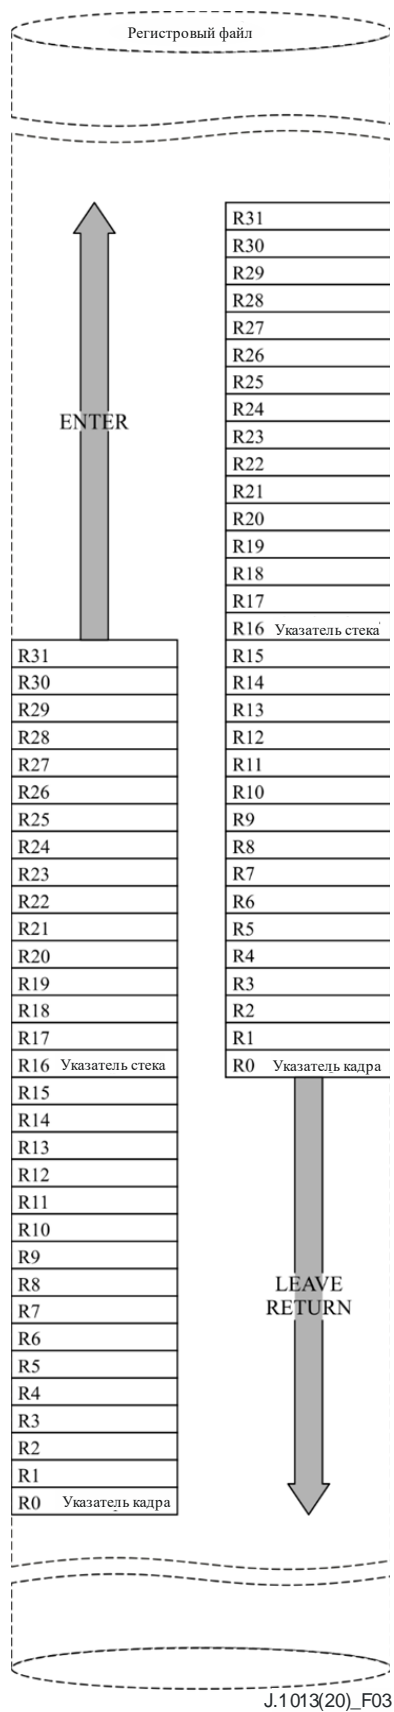 Регистровый файл
ENTER
R31
R30
R29
R28
R27
R26
R25
R24
R23
R22
R21
R20
R19
R18
R17
R16 Указатель стека
R15
R14
R13
R12
R11
R10
R9
R8
R7
R6
R5
R4
R3
R2
R1
R0 Указатель кадра
R31
R30
R29
R28
R27
R26
R25
R24
R23
R22
R21
R20
R19
R18
R17
R16 Указатель стека
R15
R14
R13
R12
R11
R10
R9
R8
R7
R6
R5
R4
R3
R2
R1
R0 Указатель кадра
LEAVE
RETURN
J.1013(20)_F03